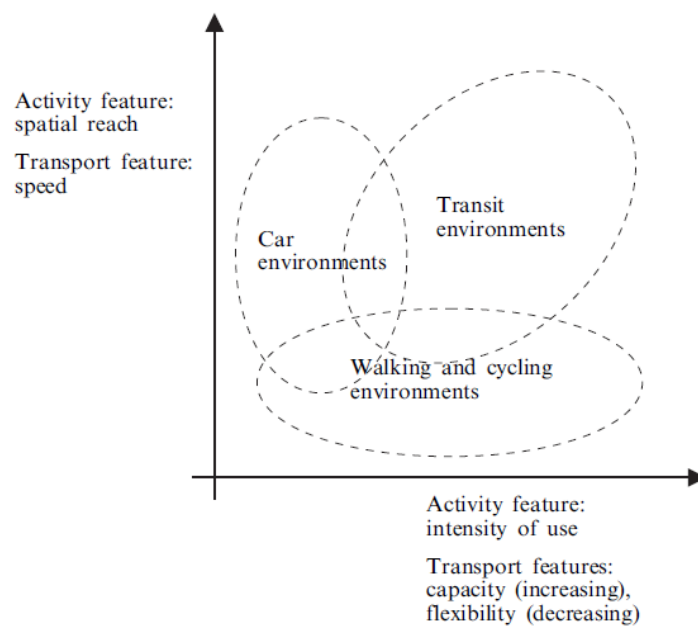 Activity feature:
spatial reach
Transport feature:
speed
Transit
environments
Car
environments
Walking and cycling
environments
Activity feature:
intensity of use
Transport features:
capacity (increasing),
flexibility (decreasing)